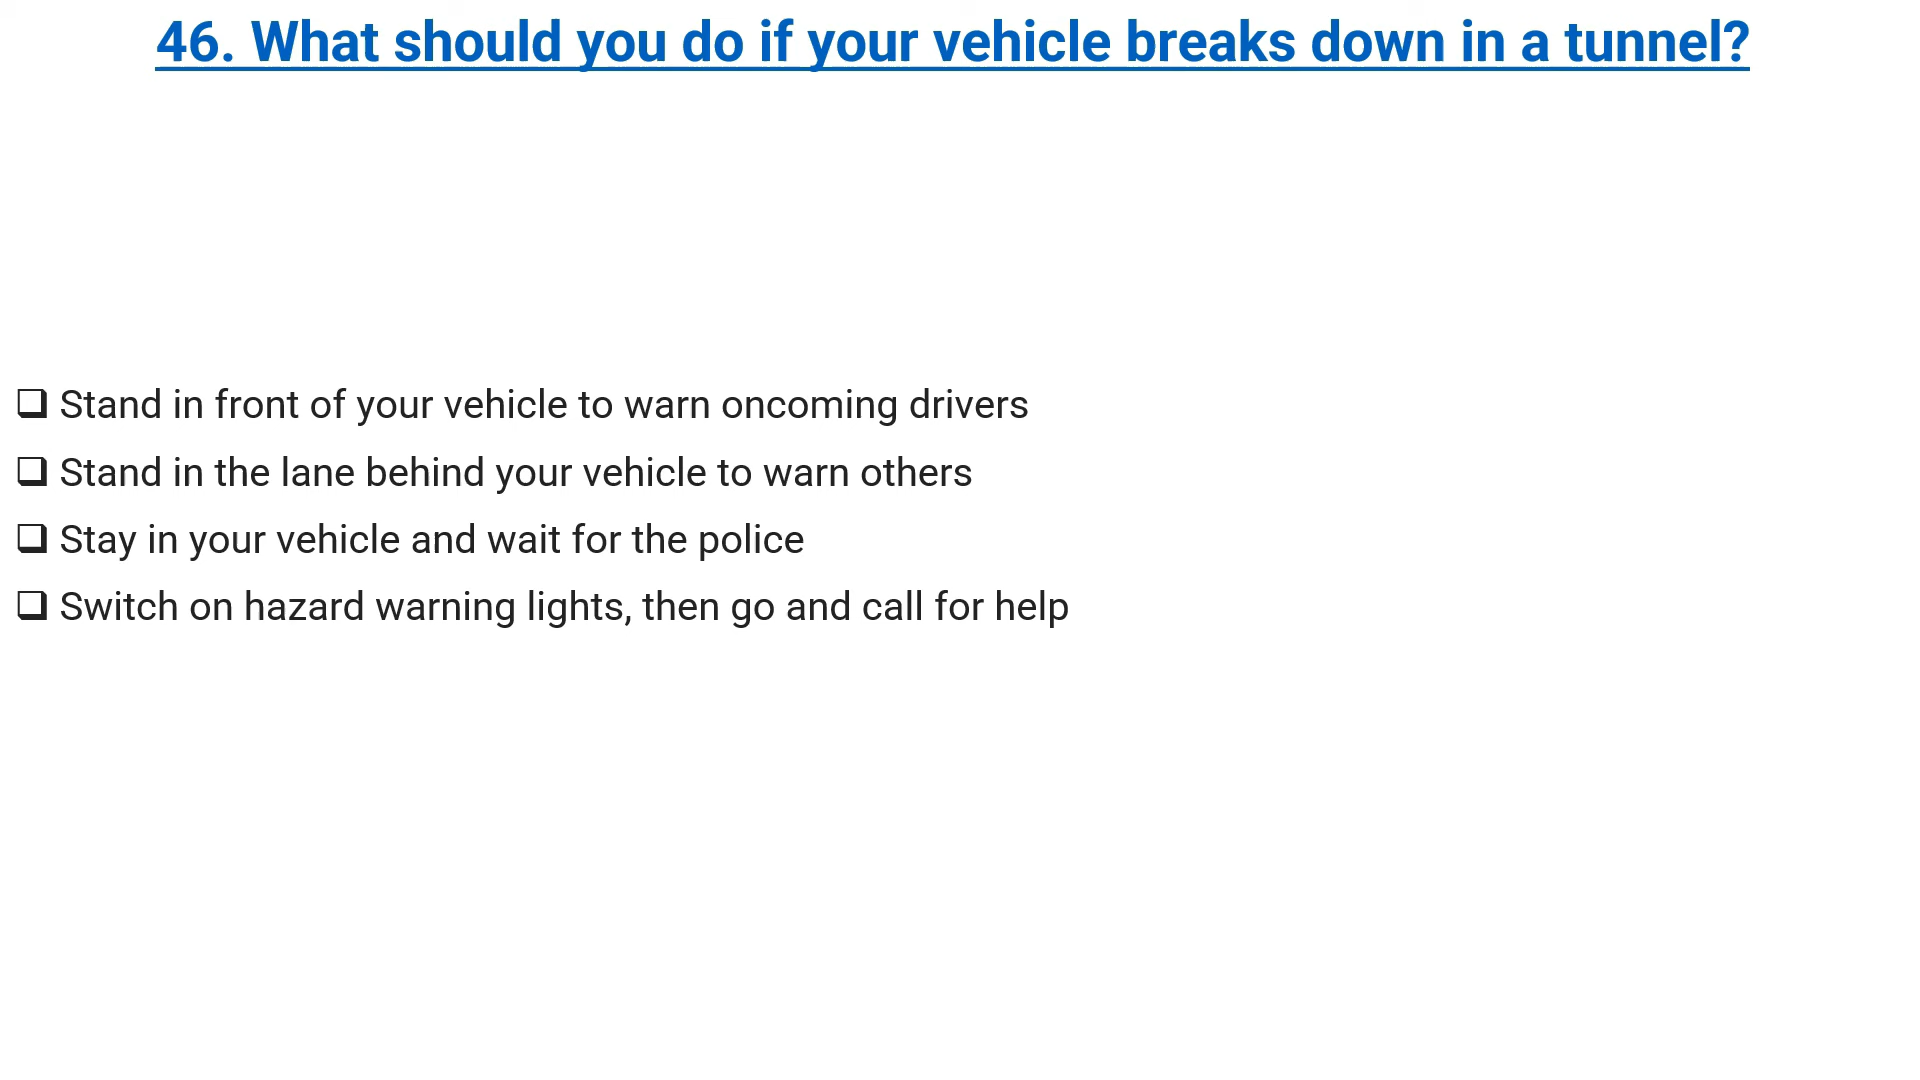 46. What should you do if your vehicle breaks down in a tunnel?
❑ Stand in front of your vehicle to warn oncoming drivers
❑ Stand in the lane behind your vehicle to warn others
❑ Stay in your vehicle and wait for the police
❑ Switch on hazard warning lights, then go and call for help